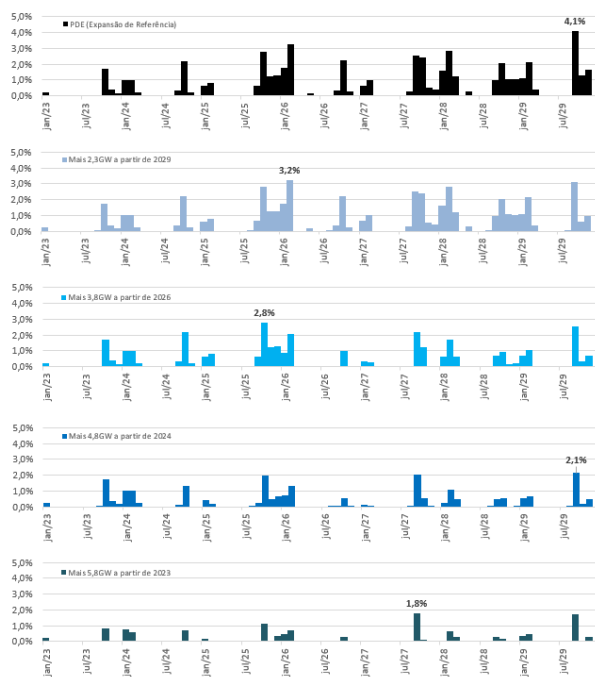 5,0%
4,0%
3,0%
2,0%
1,0%
0,0%
PDE (Expansão de Referência)
4,1%
jan/23
jul/23
jan/24
jul/24
jan/25
jul/25
jan/26
jul/26
jan/27
jul/27
jan/28
jul/28
jan/29
jul/29
5,0%
4,0%
3,0%
2,0%
1,0%
0,0%
Mais 2,3GW a partir de 2029
3,2%
jan/23
jul/23
jan/24
jul/24
jan/25
jul/25
jan/26
jul/26
jan/27
jul/27
jan/28
jul/28
jan/29
jul/29
5,0%
4,0%
3,0%
2,0%
1,0%
0,0%
Mais 3,8GW a partir de 2026
2,8%
jan/23
jul/23
jan/24
jul/24
jan/25
jul/25
jan/26
jul/26
jan/27
jul/27
jan/28
jul/28
jan/29
jul/29
5,0%
4,0%
3,0%
2,0%
1,0%
0,0%
Mais 4,8GW a partir de 2024
2,1%
jan/23
jul/23
jan/24
jul/24
jan/25
jul/25
jan/26
jul/26
jan/27
jul/27
jan/28
jul/28
jan/29
jul/29
5,0%
4,0%
3,0%
2,0%
1,0%
0,0%
Mais 5,8GW a partir de 2023
1,8%
jan/23
jul/23
jan/24
jul/24
jan/25
jul/25
jan/26
jul/26
jan/27
jul/27
jan/28
jul/28
jan/29
jul/29